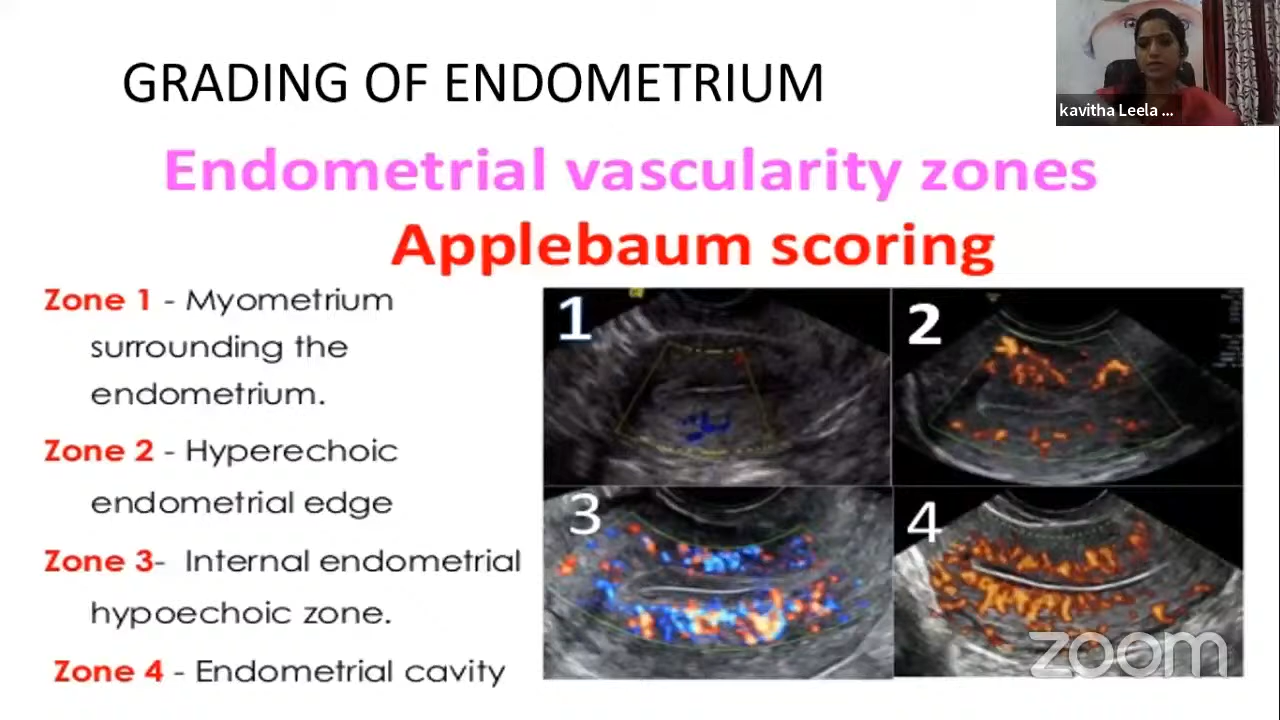 GRADING OF ENDOMETRIUM
kavitha Leela ...
Endometrial vascularity zones
Applebaum scoring
Zone 1 - Myometrium
surrounding the
endometrium.
Zone 2 - Hyperechoic
endometrial edge
Zone 3- Internal endometrial
hypoechoic zone.
Zone 4 - Endometrial cavity
1
2
3
4
zoom